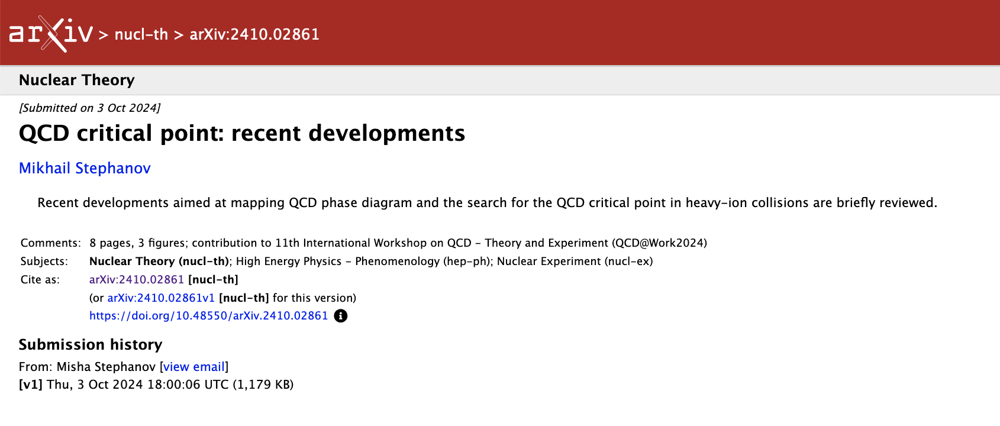 arXiv > nucl-th > arXiv:2410.02861
Nuclear Theory
[Submitted on 3 Oct 2024]
QCD critical point: recent developments
Mikhail Stephanov
Recent developments aimed at mapping QCD phase diagram and the search for the QCD critical point in heavy-ion collisions are briefly reviewed.
Comments: 8 pages, 3 figures; contribution to 11th International Workshop on QCD - Theory and Experiment (QCD@Work2024)
Subjects: Nuclear Theory (nucl-th); High Energy Physics - Phenomenology (hep-ph); Nuclear Experiment (nucl-ex)
Cite as: arXiv:2410.02861 [nucl-th]
(or arXiv:2410.02861v1 [nucl-th] for this version)
https://doi.org/10.48550/arXiv.2410.02861 i
Submission history
From: Misha Stephanov [view email]
[v1] Thu, 3 Oct 2024 18:00:06 UTC (1,179 KB)